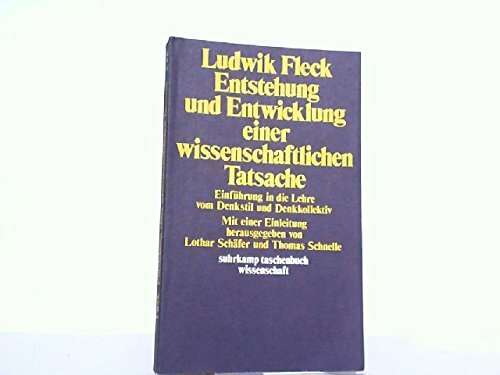 Ludwik Fleck
Entstehung
und Entwicklung
einer
wissenschaftlichen
Tatsache
Einführung in die Lehre
vom Denkstil und Denkkollektiv
Mit einer Einleitung
herausgegeben von
Lothar Schäfer und Thomas Schnelle
suhrkamp taschenbuch
wissenschaft